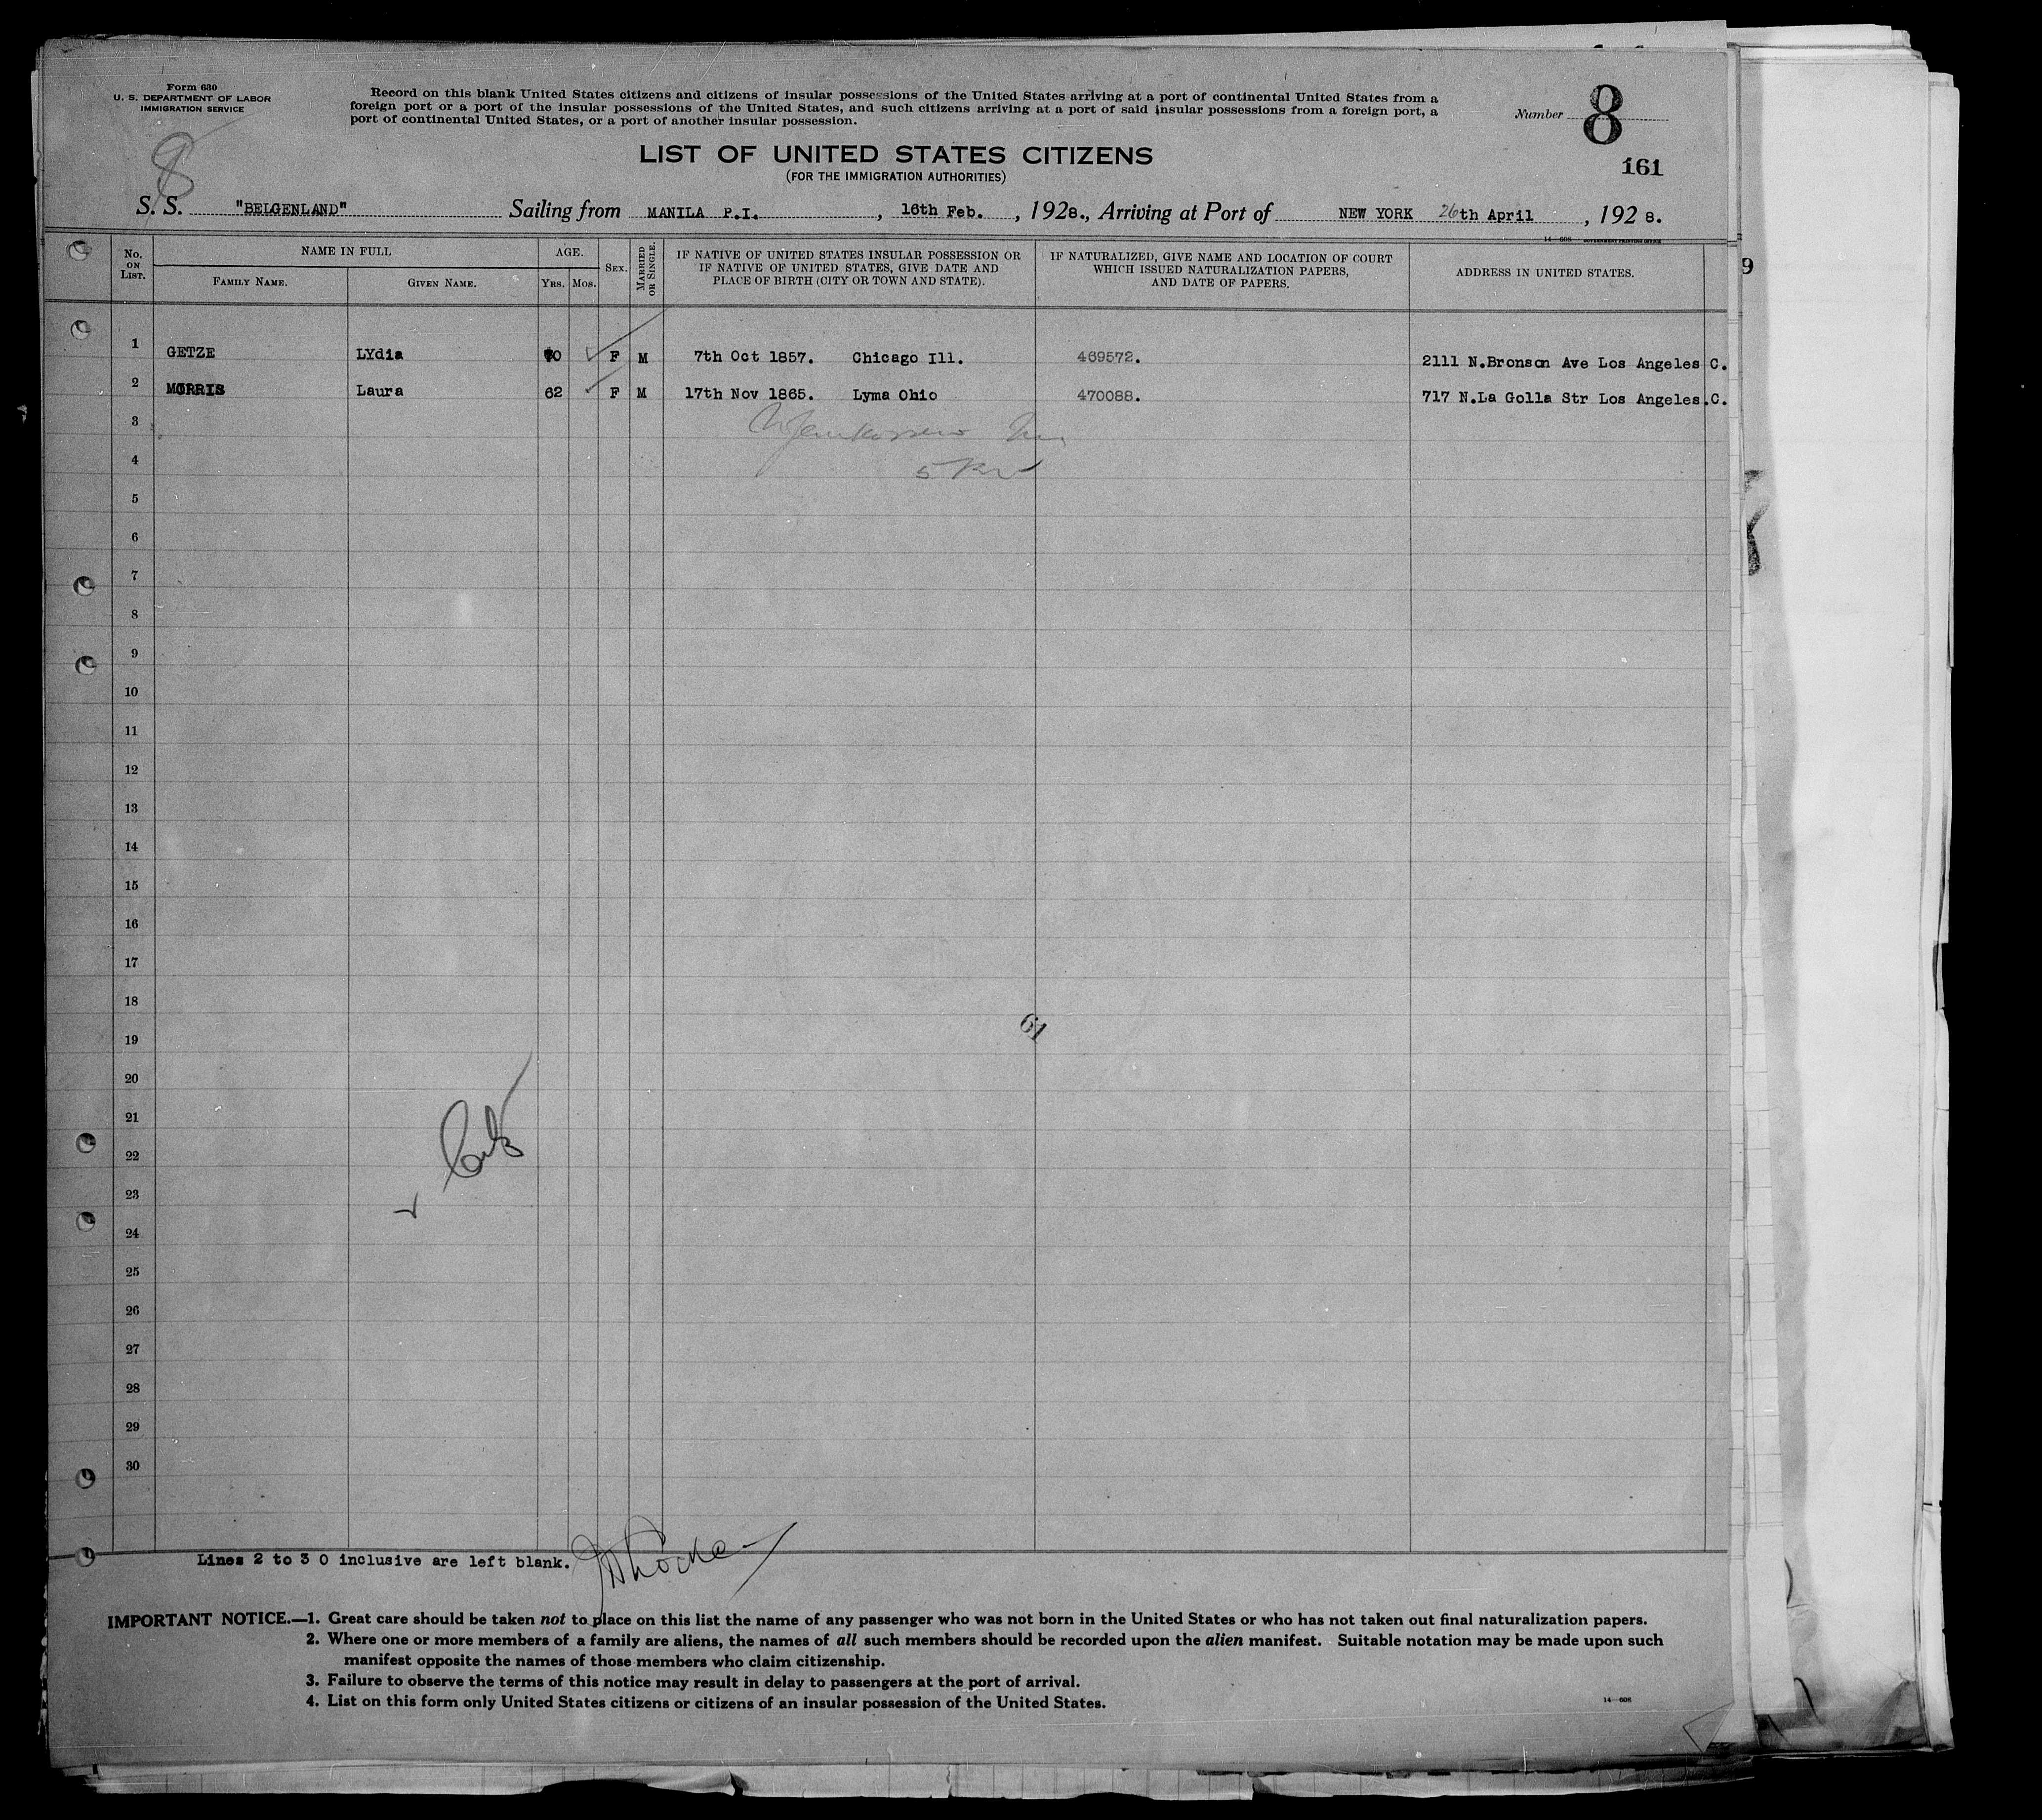 Form 630
U. S. DEPARTMENT OF LABOR
IMMIGRATION SERVICE
Record on this blank United States citizens and citizens of insular possessions of the United States arriving at a port of continental United States from a
foreign port or a port of the insular possessions of the United States, and such citizens arriving at a port of said insular possessions from a foreign port, a
port of continental United States, or a port of another insular possession.
Number 8
8
161
LIST OF UNITED STATES CITIZENS
(FOR THE IMMIGRATION AUTHORITIES)
S. S. "BELGENLAND" Sailing from MANILA P.I. , 16th Feb. , 1928., Arriving at Port of NEW YORK 26th April , 1928.
14—608 GOVERNMENT PRINTING OFFICE
No. ON LIST. NAME IN FULL AGE. SEX. MARRIED OR SINGLE. IF NATIVE OF UNITED STATES INSULAR POSSESSION OR IF NATIVE OF UNITED STATES, GIVE DATE AND PLACE OF BIRTH (CITY OR TOWN AND STATE). IF NATURALIZED, GIVE NAME AND LOCATION OF COURT WHICH ISSUED NATURALIZATION PAPERS, AND DATE OF PAPERS. ADDRESS IN UNITED STATES.
FAMILY NAME. GIVEN NAME. YRS. MOS.
9
1 GETZE LYdia 70 F M 7th Oct 1857. Chicago Ill. 469572. 2111 N.Bronson Ave Los Angeles C.
2 MORRIS Laura 62 F M 17th Nov 1865. Lyma Ohio 470088. 717 N.La Golla Str Los Angeles.C.
3
4
5
6
7
8
9
10
11
12
13
14
15
16
17
18
19
61
20
21
22
23
24
25
26
27
28
29
30
Lines 2 to 3 0 inclusive are left blank.
IMPORTANT NOTICE.—1. Great care should be taken not to place on this list the name of any passenger who was not born in the United States or who has not taken out final naturalization papers.
2. Where one or more members of a family are aliens, the names of all such members should be recorded upon the alien manifest. Suitable notation may be made upon such
manifest opposite the names of those members who claim citizenship.
3. Failure to observe the terms of this notice may result in delay to passengers at the port of arrival.
4. List on this form only United States citizens or citizens of an insular possession of the United States.
14—608